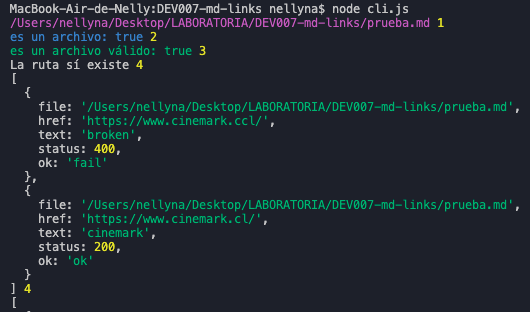 MacBook-Air-de-Nelly:DEV007-md-links nellyna$ node cli.js
/Users/nellyna/Desktop/LABORATORIA/DEV007-md-links/prueba.md 1
es un archivo: true 2
es un archivo válido: true 3
La ruta sí existe 4
[
  {
    file: '/Users/nellyna/Desktop/LABORATORIA/DEV007-md-links/prueba.md',
    href: 'https://www.cinemark.ccl/',
    text: 'broken',
    status: 400,
    ok: 'fail'
  },
  {
    file: '/Users/nellyna/Desktop/LABORATORIA/DEV007-md-links/prueba.md',
    href: 'https://www.cinemark.cl/',
    text: 'cinemark',
    status: 200,
    ok: 'ok'
  }
] 4
[